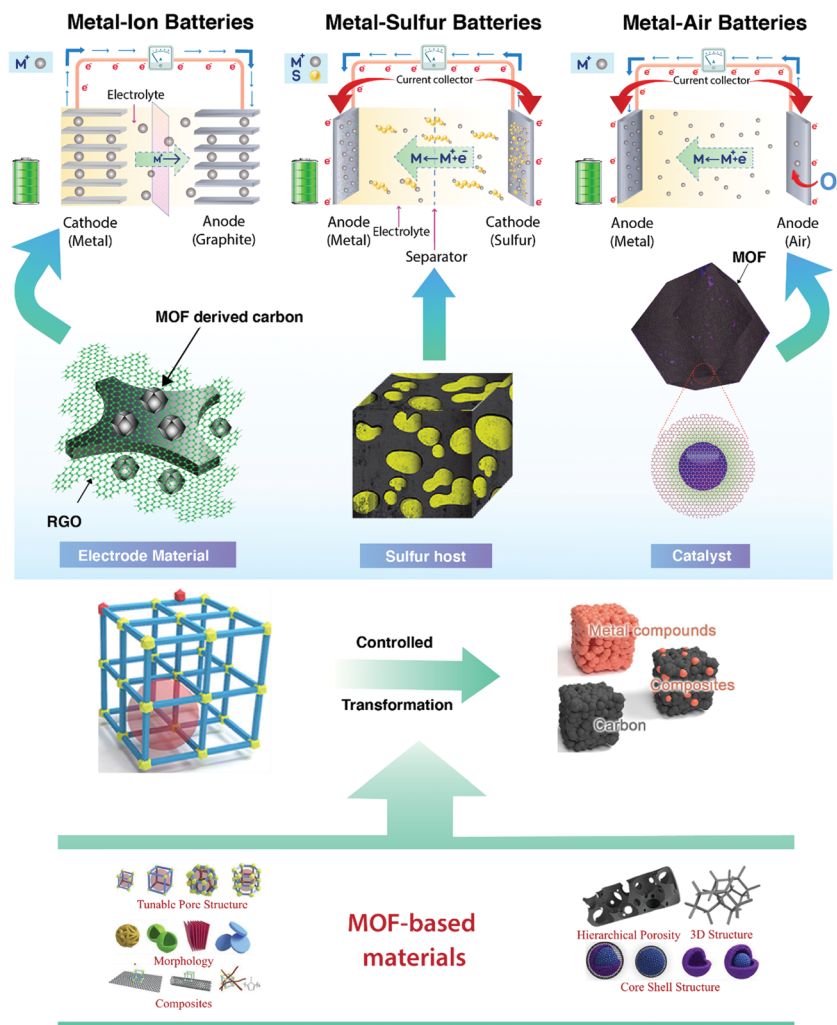 Metal-Ion Batteries
Metal-Sulfur Batteries
Metal-Air Batteries
M+
e-
Electrolyte
M+
Cathode
(Metal)
Anode
(Graphite)
M+
S
e-
Current collector
M←M+e-
Anode
(Metal)
Electrolyte
Separator
Cathode
(Sulfur)
M+
e-
Current collector
M←M+e-
O
Anode
(Metal)
Anode
(Air)
MOF derived carbon
RGO
MOF
Electrode Material
Sulfur host
Catalyst
Controlled
Transformation
Metal compounds
Composites
Carbon
Tunable Pore Structure
Morphology
Composites
MOF-based
materials
Hierarchical Porosity
3D Structure
Core Shell Structure